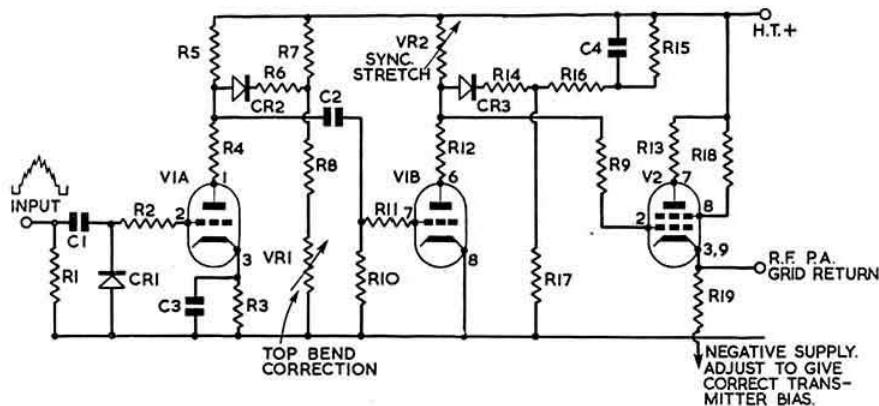 H.T.+
R5
R7
VR2
SYNC.
STRETCH
C4
R15
R6
CR2
C2
R14
R16
CR3
R4
R8
R12
R9
R13
R18
V1A
1
V1B
6
V2
7
INPUT
R2
2
R11
7
2
8
C1
3
VR1
R10
8
R17
3,9
R.F. P.A.
GRID RETURN
R1
CR1
C3
R3
R19
TOP BEND
CORRECTION
NEGATIVE SUPPLY.
ADJUST TO GIVE
CORRECT TRANS-
MITTER BIAS.